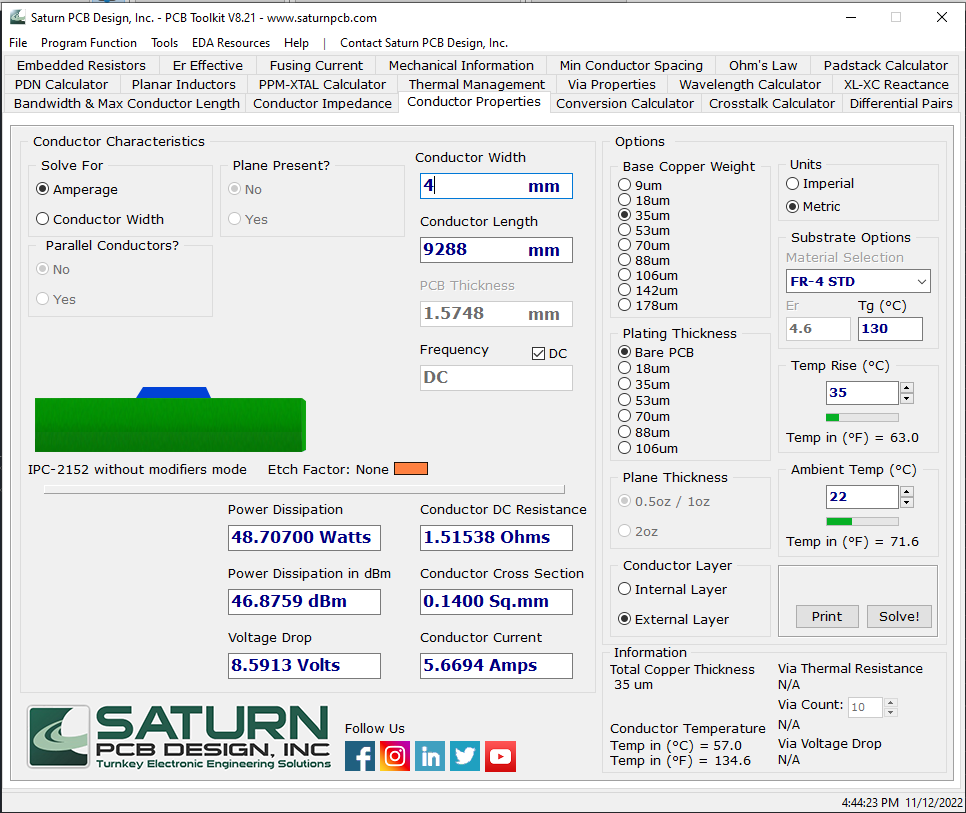 Saturn PCB Design, Inc. - PCB Toolkit V8.21 - www.saturnpcb.com
File Program Function Tools EDA Resources Help | Contact Saturn PCB Design, Inc.
Embedded Resistors Er Effective Fusing Current Mechanical Information Min Conductor Spacing Ohm's Law Padstack Calculator
PDN Calculator Planar Inductors PPM-XTAL Calculator Thermal Management Via Properties Wavelength Calculator XL-XC Reactance
Bandwidth & Max Conductor Length Conductor Impedance Conductor Properties Conversion Calculator Crosstalk Calculator Differential Pairs
Conductor Characteristics
Solve For
Amperage
Conductor Width
Plane Present?
No
Yes
Parallel Conductors?
No
Yes
Conductor Width
4 mm
Conductor Length
9288 mm
PCB Thickness
1.5748 mm
Frequency DC
DC
IPC-2152 without modifiers mode Etch Factor: None
Power Dissipation
48.70700 Watts
Power Dissipation in dBm
46.8759 dBm
Voltage Drop
8.5913 Volts
Conductor DC Resistance
1.51538 Ohms
Conductor Cross Section
0.1400 Sq.mm
Conductor Current
5.6694 Amps
SATURN
PCB DESIGN, INC
Turnkey Electronic Engineering Solutions
Follow Us
Options
Base Copper Weight
9um
18um
35um
53um
70um
88um
106um
142um
178um
Plating Thickness
Bare PCB
18um
35um
53um
70um
88um
106um
Plane Thickness
0.5oz / 1oz
2oz
Conductor Layer
Internal Layer
External Layer
Units
Imperial
Metric
Substrate Options
Material Selection
FR-4 STD
Er Tg (°C)
4.6 130
Temp Rise (°C)
35
Temp in (°F) = 63.0
Ambient Temp (°C)
22
Temp in (°F) = 71.6
Print Solve!
Information
Total Copper Thickness
35 um
Conductor Temperature
Temp in (°C) = 57.0
Temp in (°F) = 134.6
Via Thermal Resistance
N/A
Via Count: 10
N/A
Via Voltage Drop
N/A
4:44:23 PM 11/12/2022